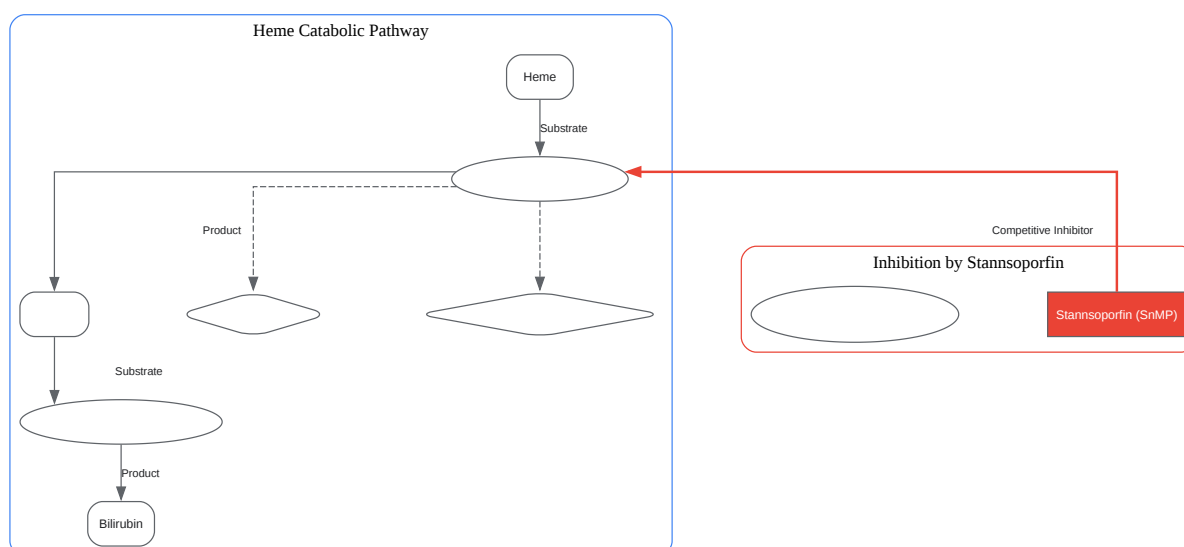 Heme Catabolic Pathway
Heme
Substrate
Product
Competitive Inhibitor
Inhibition by Stannsoporfin
Stannsoporfin (SnMP)
Substrate
Product
Bilirubin